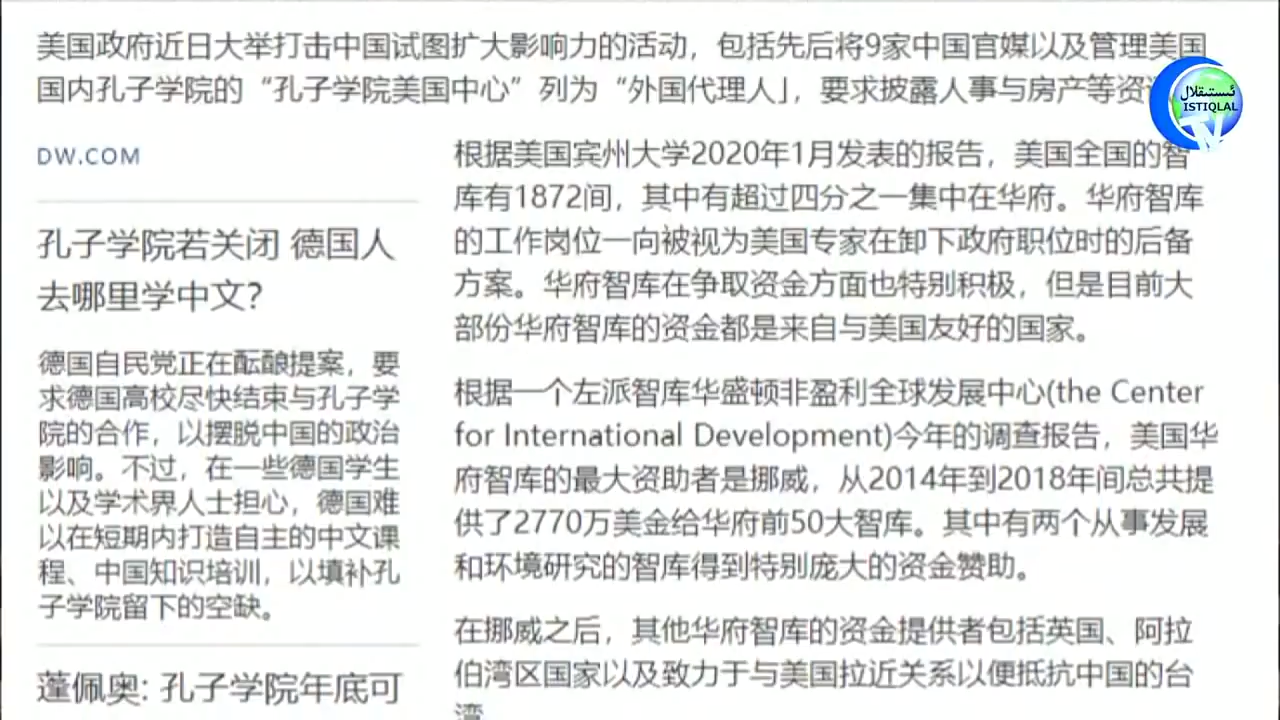 美国政府近日大举打击中国试图扩大影响力的活动，包括先后将9家中国官媒以及管理美国
国内孔子学院的“孔子学院美国中心”列为“外国代理人」，要求披露人事与房产等资
ئىستىقلال
ISTIQLAL
TV
DW.COM
孔子学院若关闭 德国人
去哪里学中文？
德国自民党正在酝酿提案，要
求德国高校尽快结束与孔子学
院的合作，以摆脱中国的政治
影响。不过，在一些德国学生
以及学术界人士担心，德国难
以在短期内打造自主的中文课
程、中国知识培训，以填补孔
子学院留下的空缺。
蓬佩奥: 孔子学院年底可
根据美国宾州大学2020年1月发表的报告，美国全国的智
库有1872间，其中有超过四分之一集中在华府。华府智库
的工作岗位一向被视为美国专家在卸下政府职位时的后备
方案。华府智库在争取资金方面也特别积极，但是目前大
部份华府智库的资金都是来自与美国友好的国家。
根据一个左派智库华盛顿非盈利全球发展中心(the Center
for International Development)今年的调查报告，美国华
府智库的最大资助者是挪威，从2014年到2018年间总共提
供了2770万美金给华府前50大智库。其中有两个从事发展
和环境研究的智库得到特别庞大的资金赞助。
在挪威之后，其他华府智库的资金提供者包括英国、阿拉
伯湾区国家以及致力于与美国拉近关系以便抵抗中国的台
湾